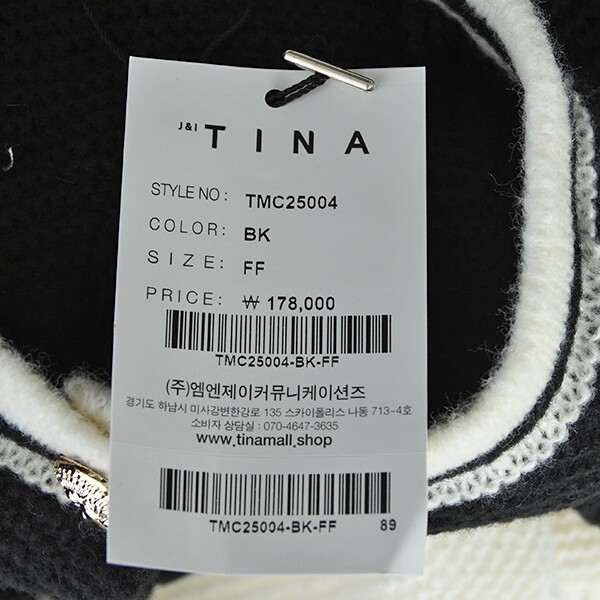 J&I TINA
STYLE NO : TMC25004
COLOR: BK
SIZE: FF
PRICE: ₩ 178,000
TMC25004-BK-FF
(주)엠엔제이커뮤니케이션즈
경기도 하남시 미사강변한강로 135 스카이폴리스 나동 713-4호
소비자 상담실 : 070-4647-3635
www.tinamall.shop
TMC25004-BK-FF 89